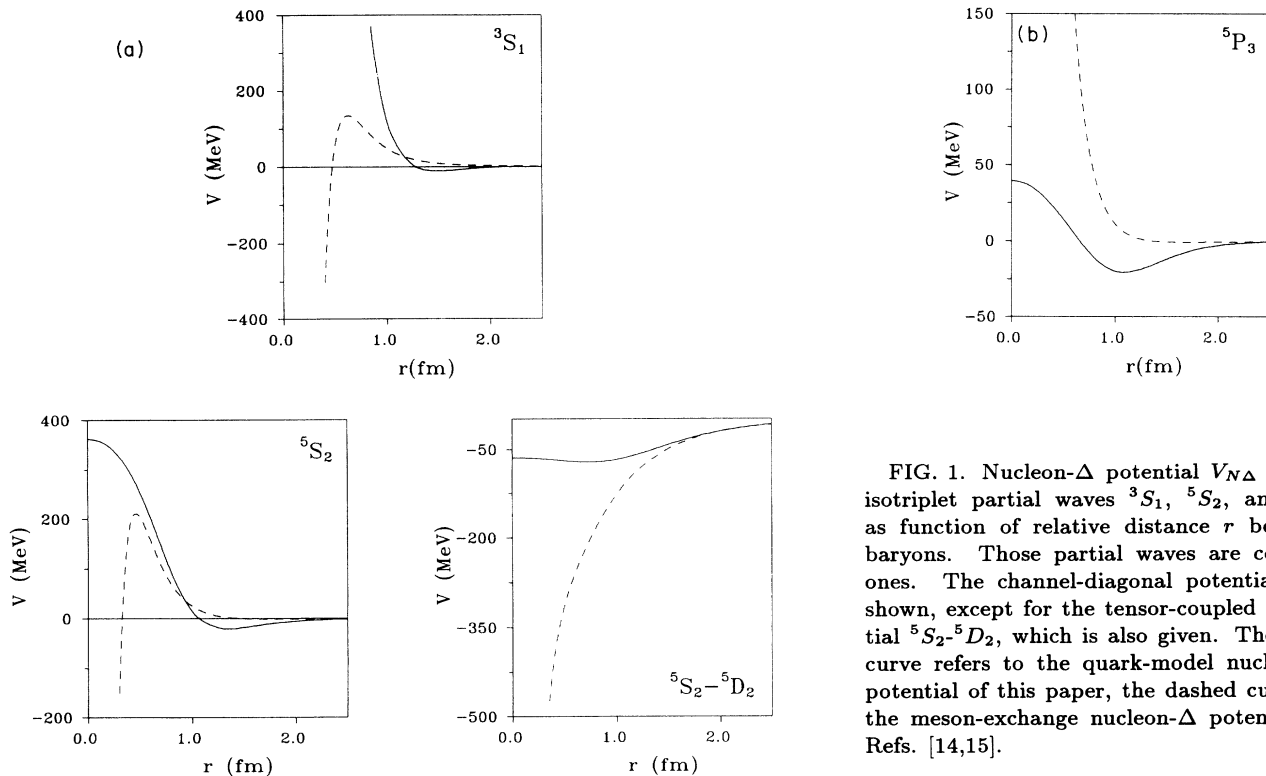 (a)
³S₁
400
200
0
-200
-400
V (MeV)
0.0
1.0
2.0
r(fm)
(b)
⁵P₃
150
100
50
0
-50
V (MeV)
0.0
1.0
2.0
r(fm)
⁵S₂
400
200
0
-200
V (MeV)
0.0
1.0
2.0
r (fm)
-50
-200
-350
-500
V (MeV)
⁵S₂-⁵D₂
0.0
1.0
2.0
r (fm)
FIG. 1. Nucleon-Δ potential V_NΔ
isotriplet partial waves ³S₁, ⁵S₂, an
as function of relative distance r be
baryons. Those partial waves are c
ones. The channel-diagonal potentia
shown, except for the tensor-coupled
tial ⁵S₂-⁵D₂, which is also given. The
curve refers to the quark-model nucl
potential of this paper, the dashed cu
the meson-exchange nucleon-Δ poten
Refs. [14,15].